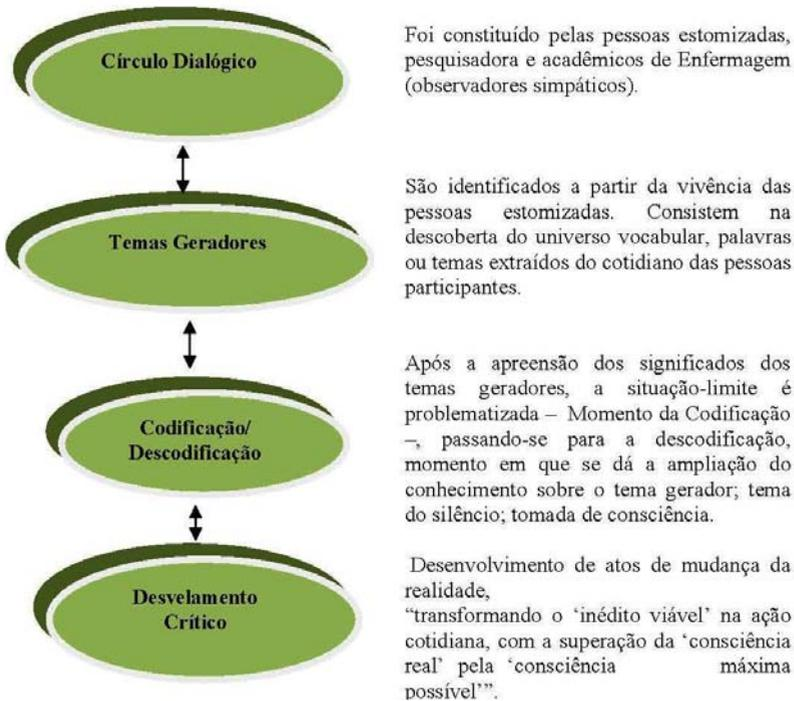 Círculo Dialógico
Foi constituído pelas pessoas estomizadas,
pesquisadora e acadêmicos de Enfermagem
(observadores simpáticos).
Temas Geradores
São identificados a partir da vivência das
pessoas estomizadas. Consistem na
descoberta do universo vocabular, palavras
ou temas extraídos do cotidiano das pessoas
participantes.
Codificação/
Descodificação
Após a apreensão dos significados dos
temas geradores, a situação-limite é
problematizada – Momento da Codificação
–, passando-se para a descodificação,
momento em que se dá a ampliação do
conhecimento sobre o tema gerador; tema
do silêncio; tomada de consciência.
Desvelamento
Crítico
Desenvolvimento de atos de mudança da
realidade,
“transformando o ‘inédito viável’ na ação
cotidiana, com a superação da ‘consciência
real’ pela ‘consciência máxima
possível’”.